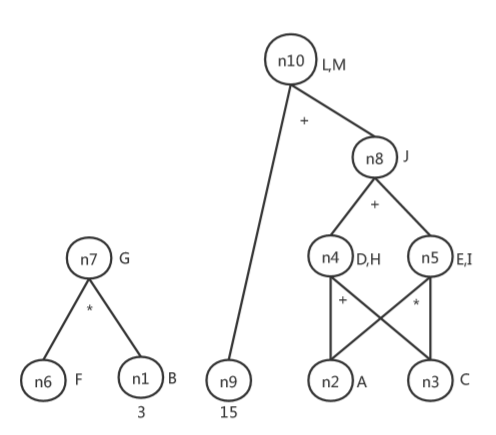 n10 L,M
+
n8 J
+
n7 G
n4 D,H
n5 E,I
*
+
*
n6 F
n1 B
n9
n2 A
n3 C
3
15